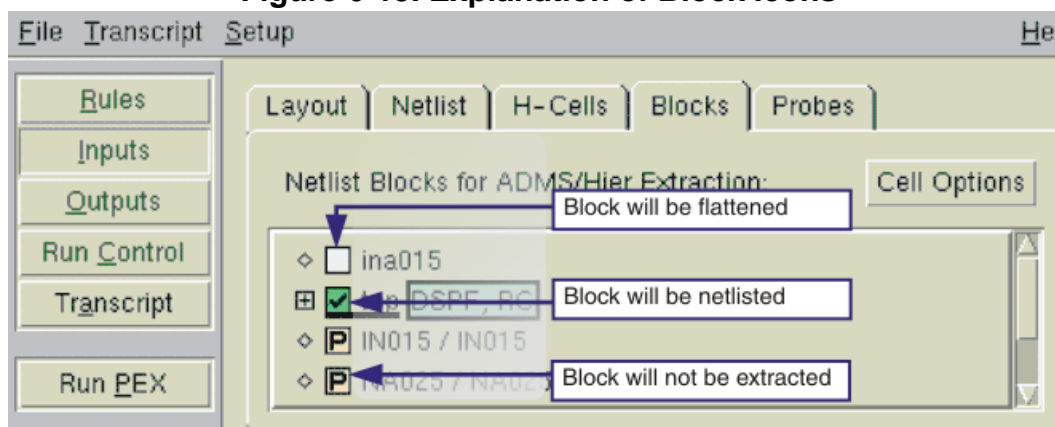 File Transcript Setup He
Rules
Inputs
Outputs
Run Control
Transcript
Run PEX
Layout Netlist H-Cells Blocks Probes
Netlist Blocks for ADMS/Hier Extraction:
Cell Options
Block will be flattened
ina015
DSPF, RC
Block will be netlisted
P IN015 / IN015
P NA025 / NA025
Block will not be extracted